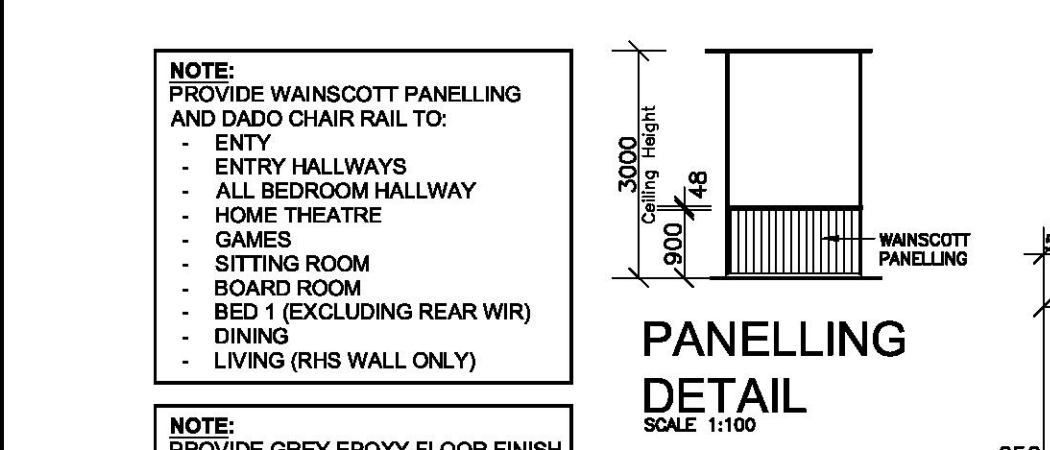 NOTE:
PROVIDE WAINSCOTT PANELLING
AND DADO CHAIR RAIL TO:
- ENTY
- ENTRY HALLWAYS
- ALL BEDROOM HALLWAY
- HOME THEATRE
- GAMES
- SITTING ROOM
- BOARD ROOM
- BED 1 (EXCLUDING REAR WIR)
- DINING
- LIVING (RHS WALL ONLY)
NOTE:
PROVIDE GREY EPOXY FLOOR FINISH
3000
Ceiling Height
48
900
WAINSCOTT
PANELLING
PANELLING
DETAIL
SCALE 1:100